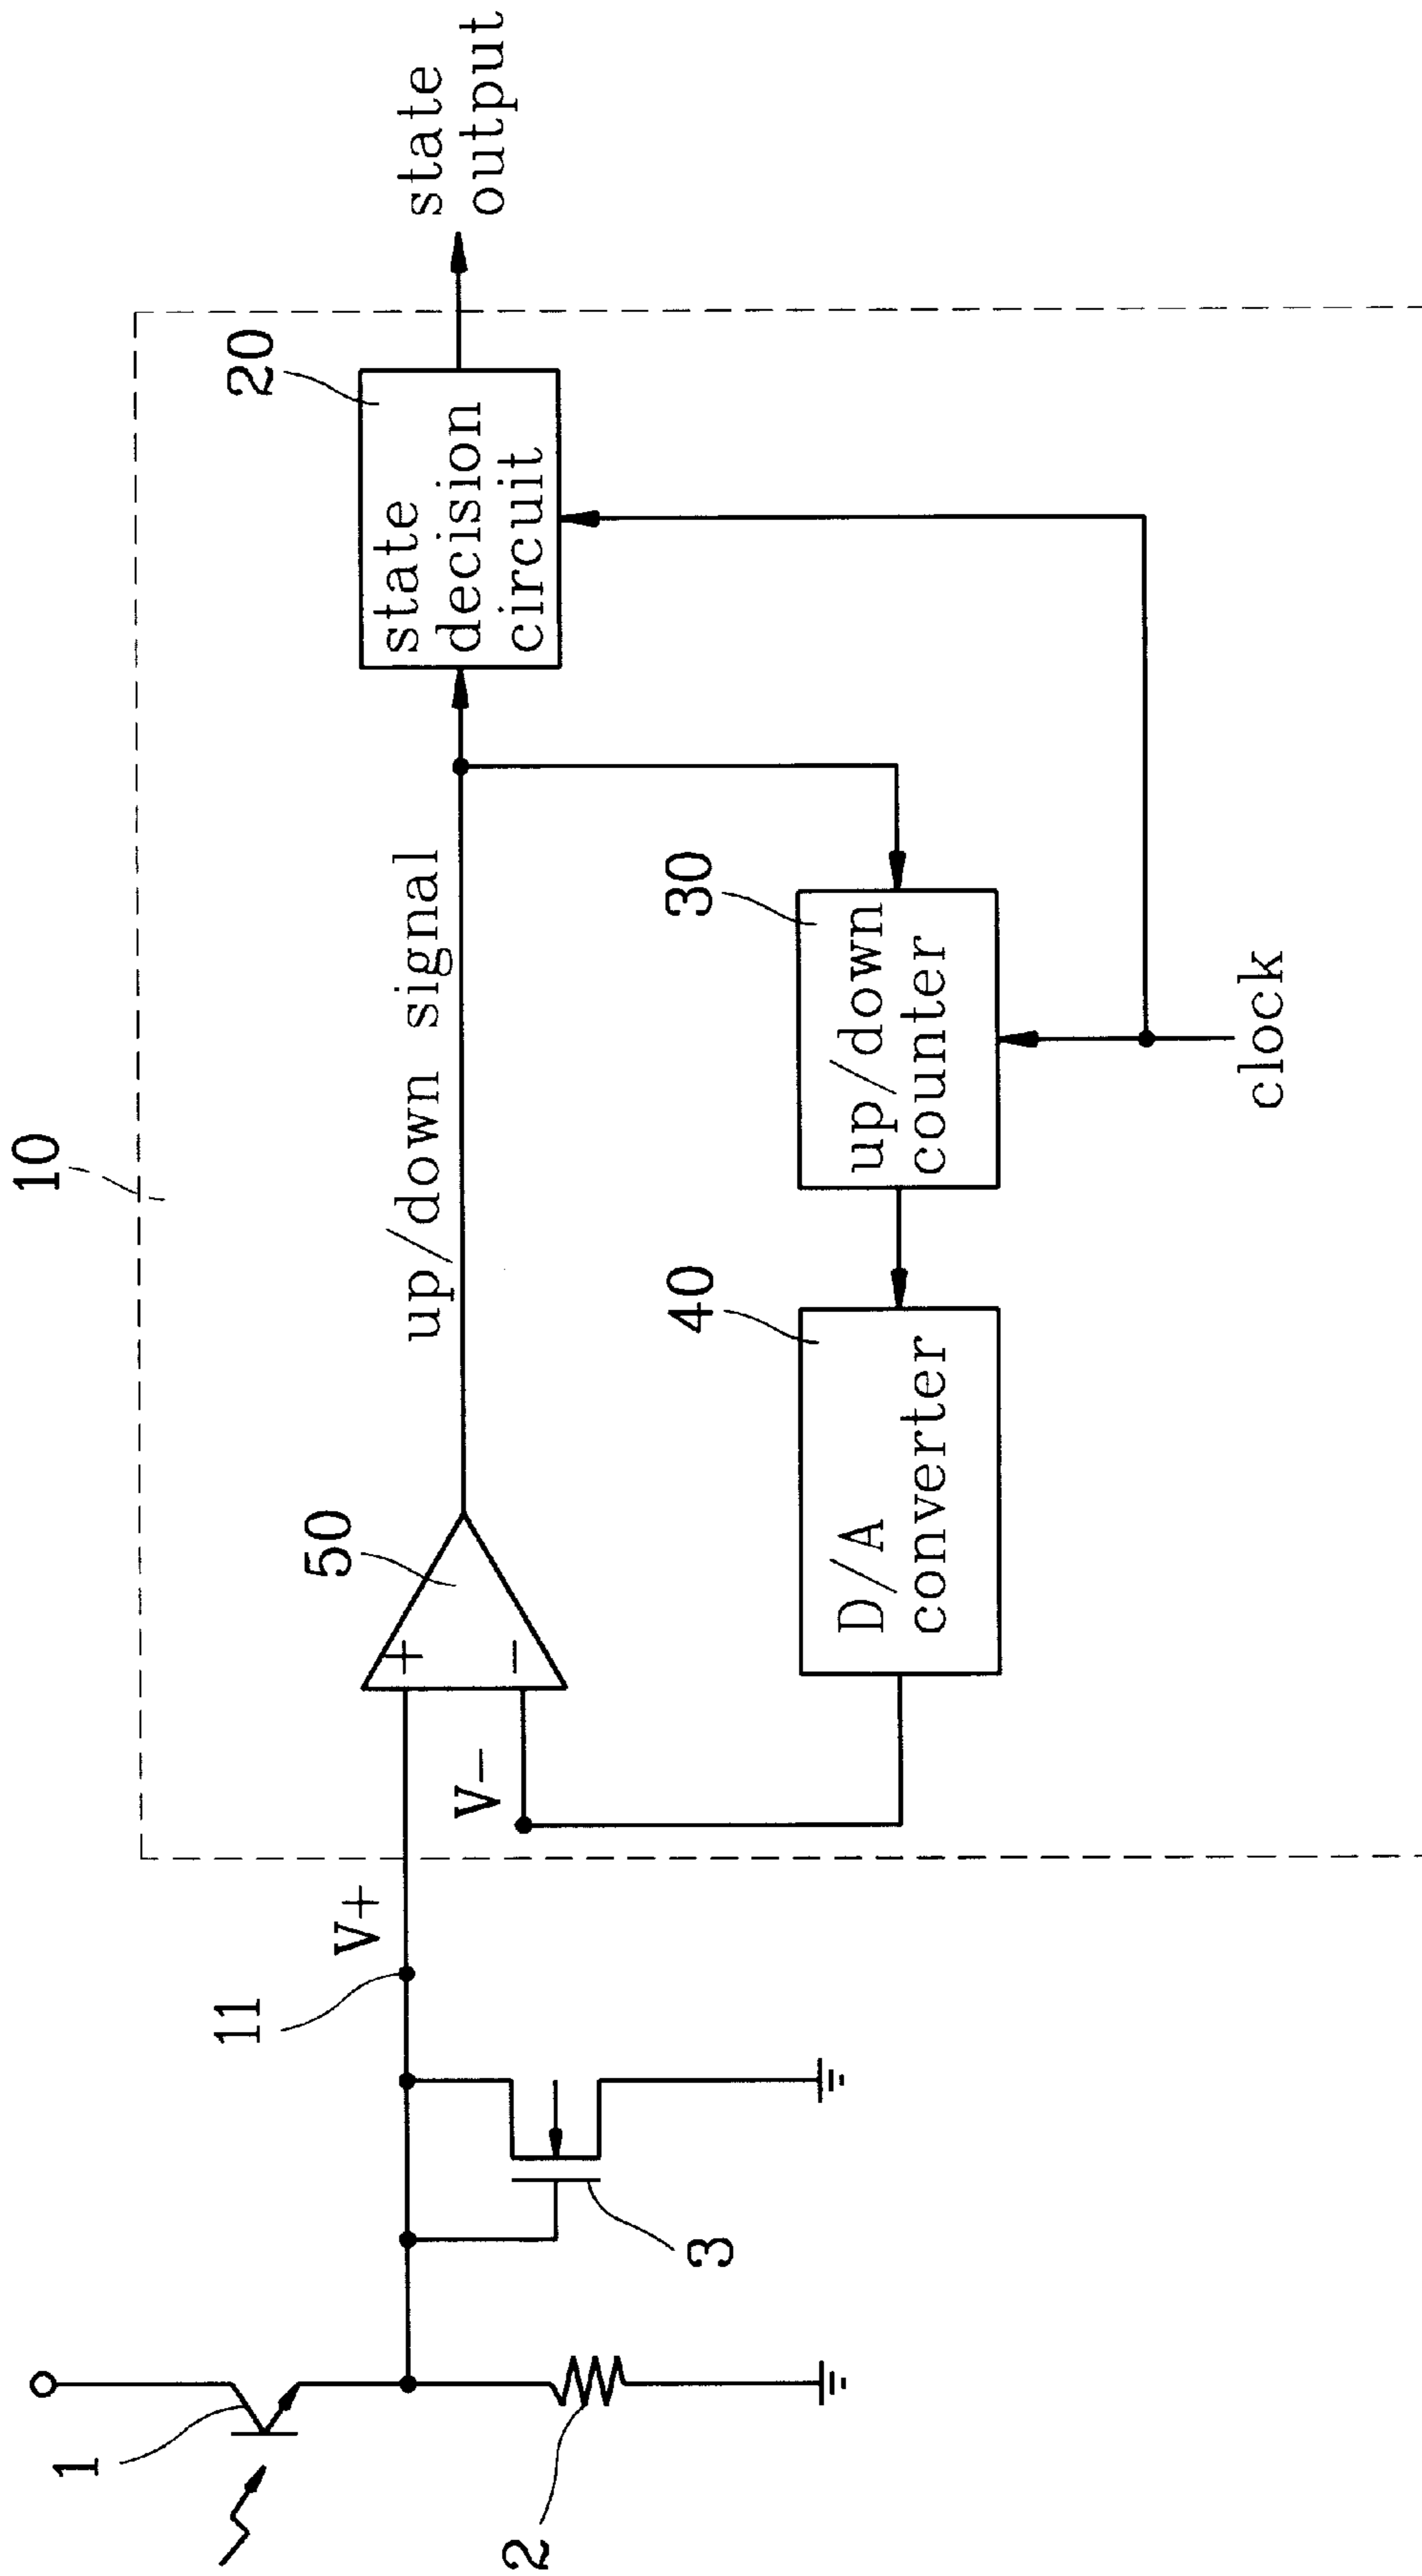 10
state
output
20
state
decision
circuit
up/down signal
50
+
−
V+
11
V−
30
up/down
counter
40
D/A
converter
clock
1
2
3